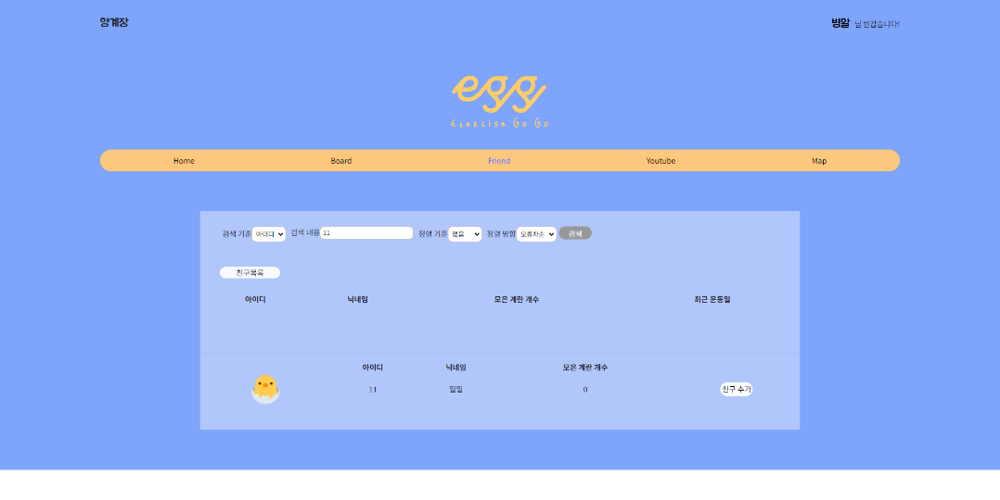 양계장
병알 님 반갑습니다!
egg
Exercise Go Go
Home Board Friend Youtube Map
검색 기준 아이디 검색 내용 11 정렬 기준 없음 정렬 방향 오름차순 검색
친구목록
아이디 닉네임 모은 계란 개수 최근 운동일
아이디 닉네임 모은 계란 개수
11 일일 0 친구 추가